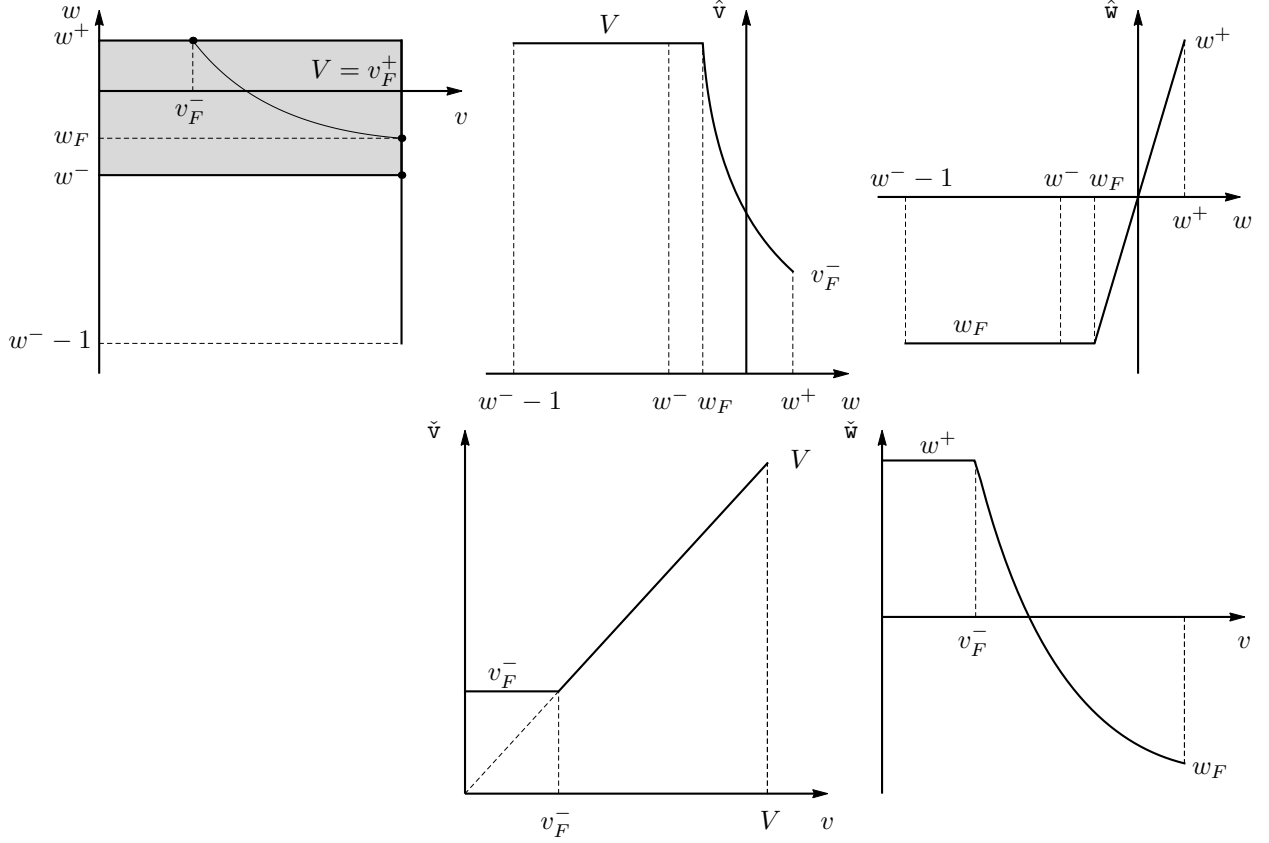 w
w⁺
V = v_F⁺
v_F⁻
v
w_F
w⁻
w⁻ − 1
v̂
V
v_F⁻
w⁻ − 1
w⁻
w_F
w⁺
w
ŵ
w⁺
w⁻ − 1
w⁻
w_F
w⁺
w
w_F
v̌
V
v_F⁻
v_F⁻
V
v
w̌
w⁺
v_F⁻
v
w_F